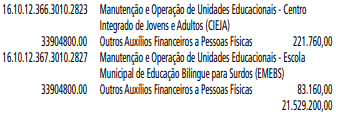 16.10.12.366.3010.2823 Manutenção e Operação de Unidades Educacionais - Centro
Integrado de Jovens e Adultos (CIEJA)
33904800.00 Outros Auxílios Financeiros a Pessoas Físicas 221.760,00
16.10.12.367.3010.2827 Manutenção e Operação de Unidades Educacionais - Escola
Municipal de Educação Bilíngue para Surdos (EMEBS)
33904800.00 Outros Auxílios Financeiros a Pessoas Físicas 83.160,00
21.529.200,00